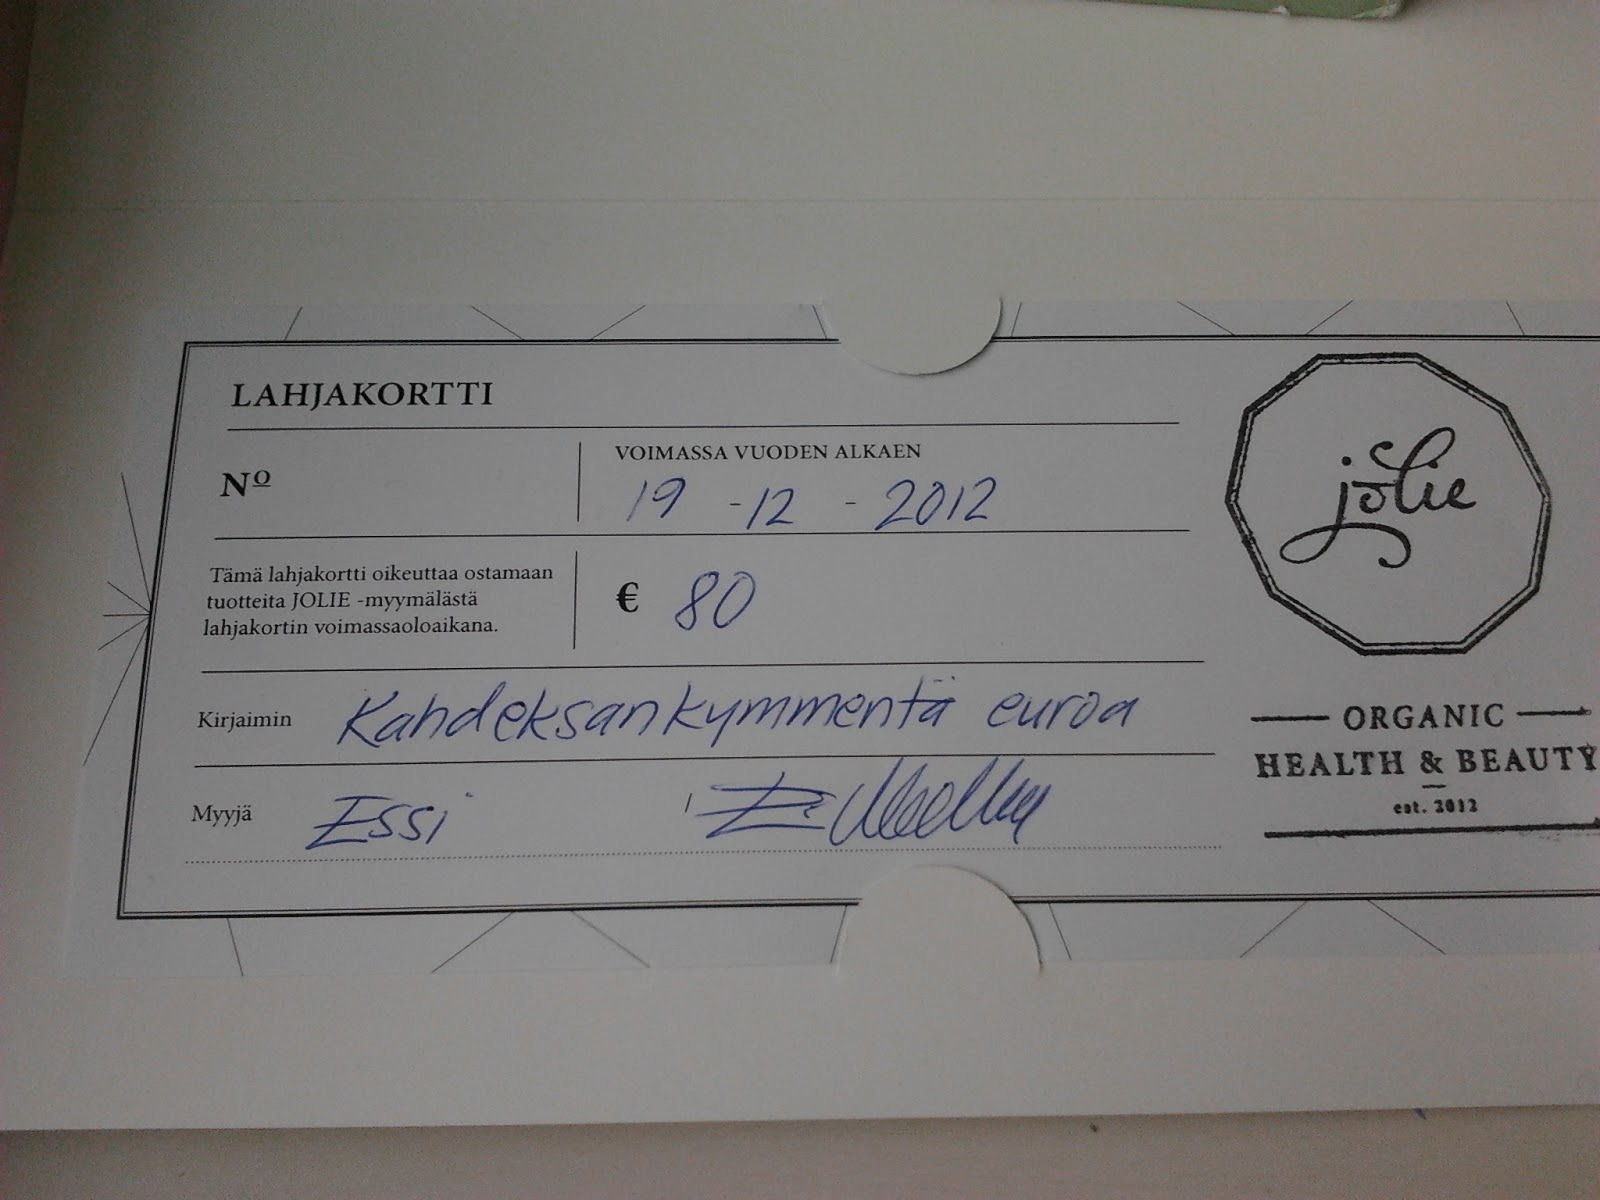 LAHJAKORTTI
Nº
VOIMASSA VUODEN ALKAEN
19 - 12 - 2012
Tämä lahjakortti oikeuttaa ostamaan
tuotteita JOLIE -myymälästä
lahjakortin voimassaoloaikana.
€ 80
Kirjaimin Kahdeksankymmentä euroa
Myyjä Essi /
jolie
ORGANIC
HEALTH & BEAUTY
est. 2012